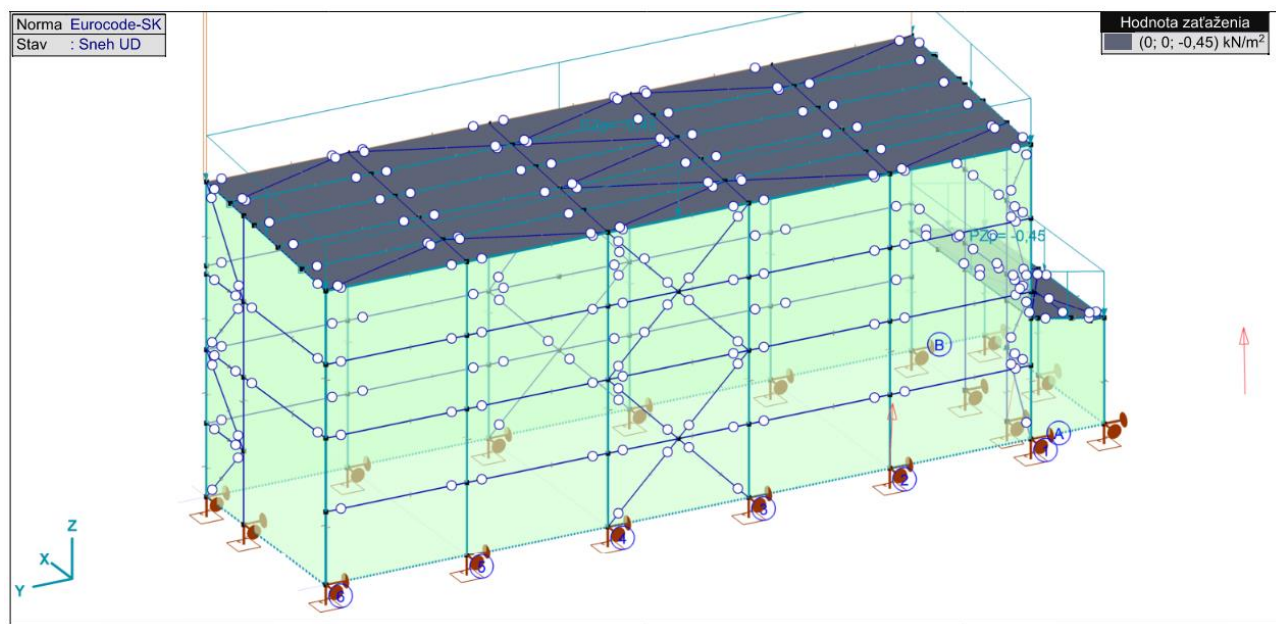 Norma Eurocode-SK
Stav : Sneh UD
Hodnota zaťaženia
(0; 0; -0,45) kN/m²
PZp= -0,45
B
A
1
2
3
4
5
6
Z
X
Y